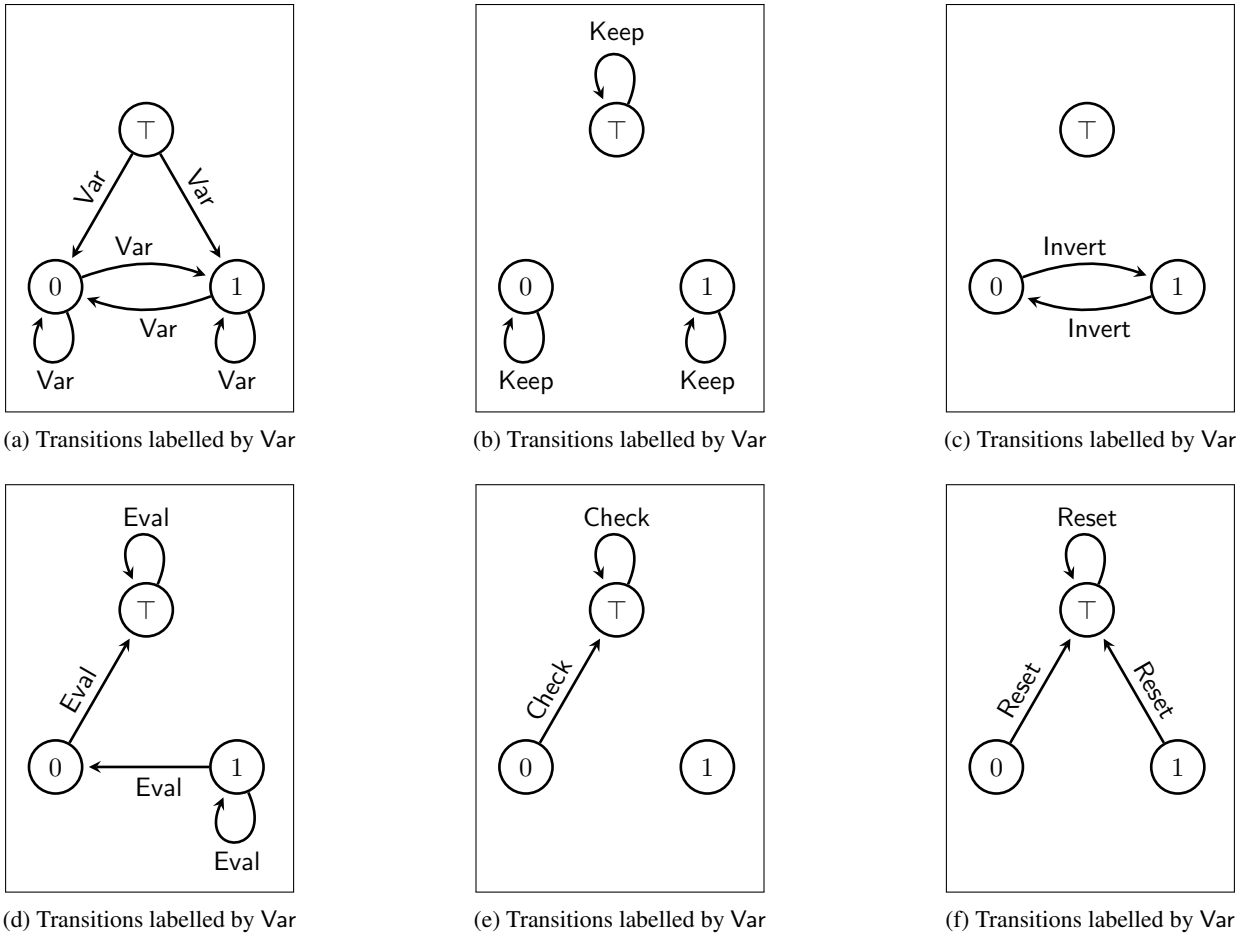 Keep
⊤
⊤
⊤
Var
Var
Var
Invert
0
1
0
1
0
1
Var
Invert
Var
Var
Keep
Keep
(a) Transitions labelled by Var
(b) Transitions labelled by Var
(c) Transitions labelled by Var
Eval
Check
Reset
⊤
⊤
⊤
Eval
Check
Reset
Reset
0
1
0
1
0
1
Eval
Eval
(d) Transitions labelled by Var
(e) Transitions labelled by Var
(f) Transitions labelled by Var